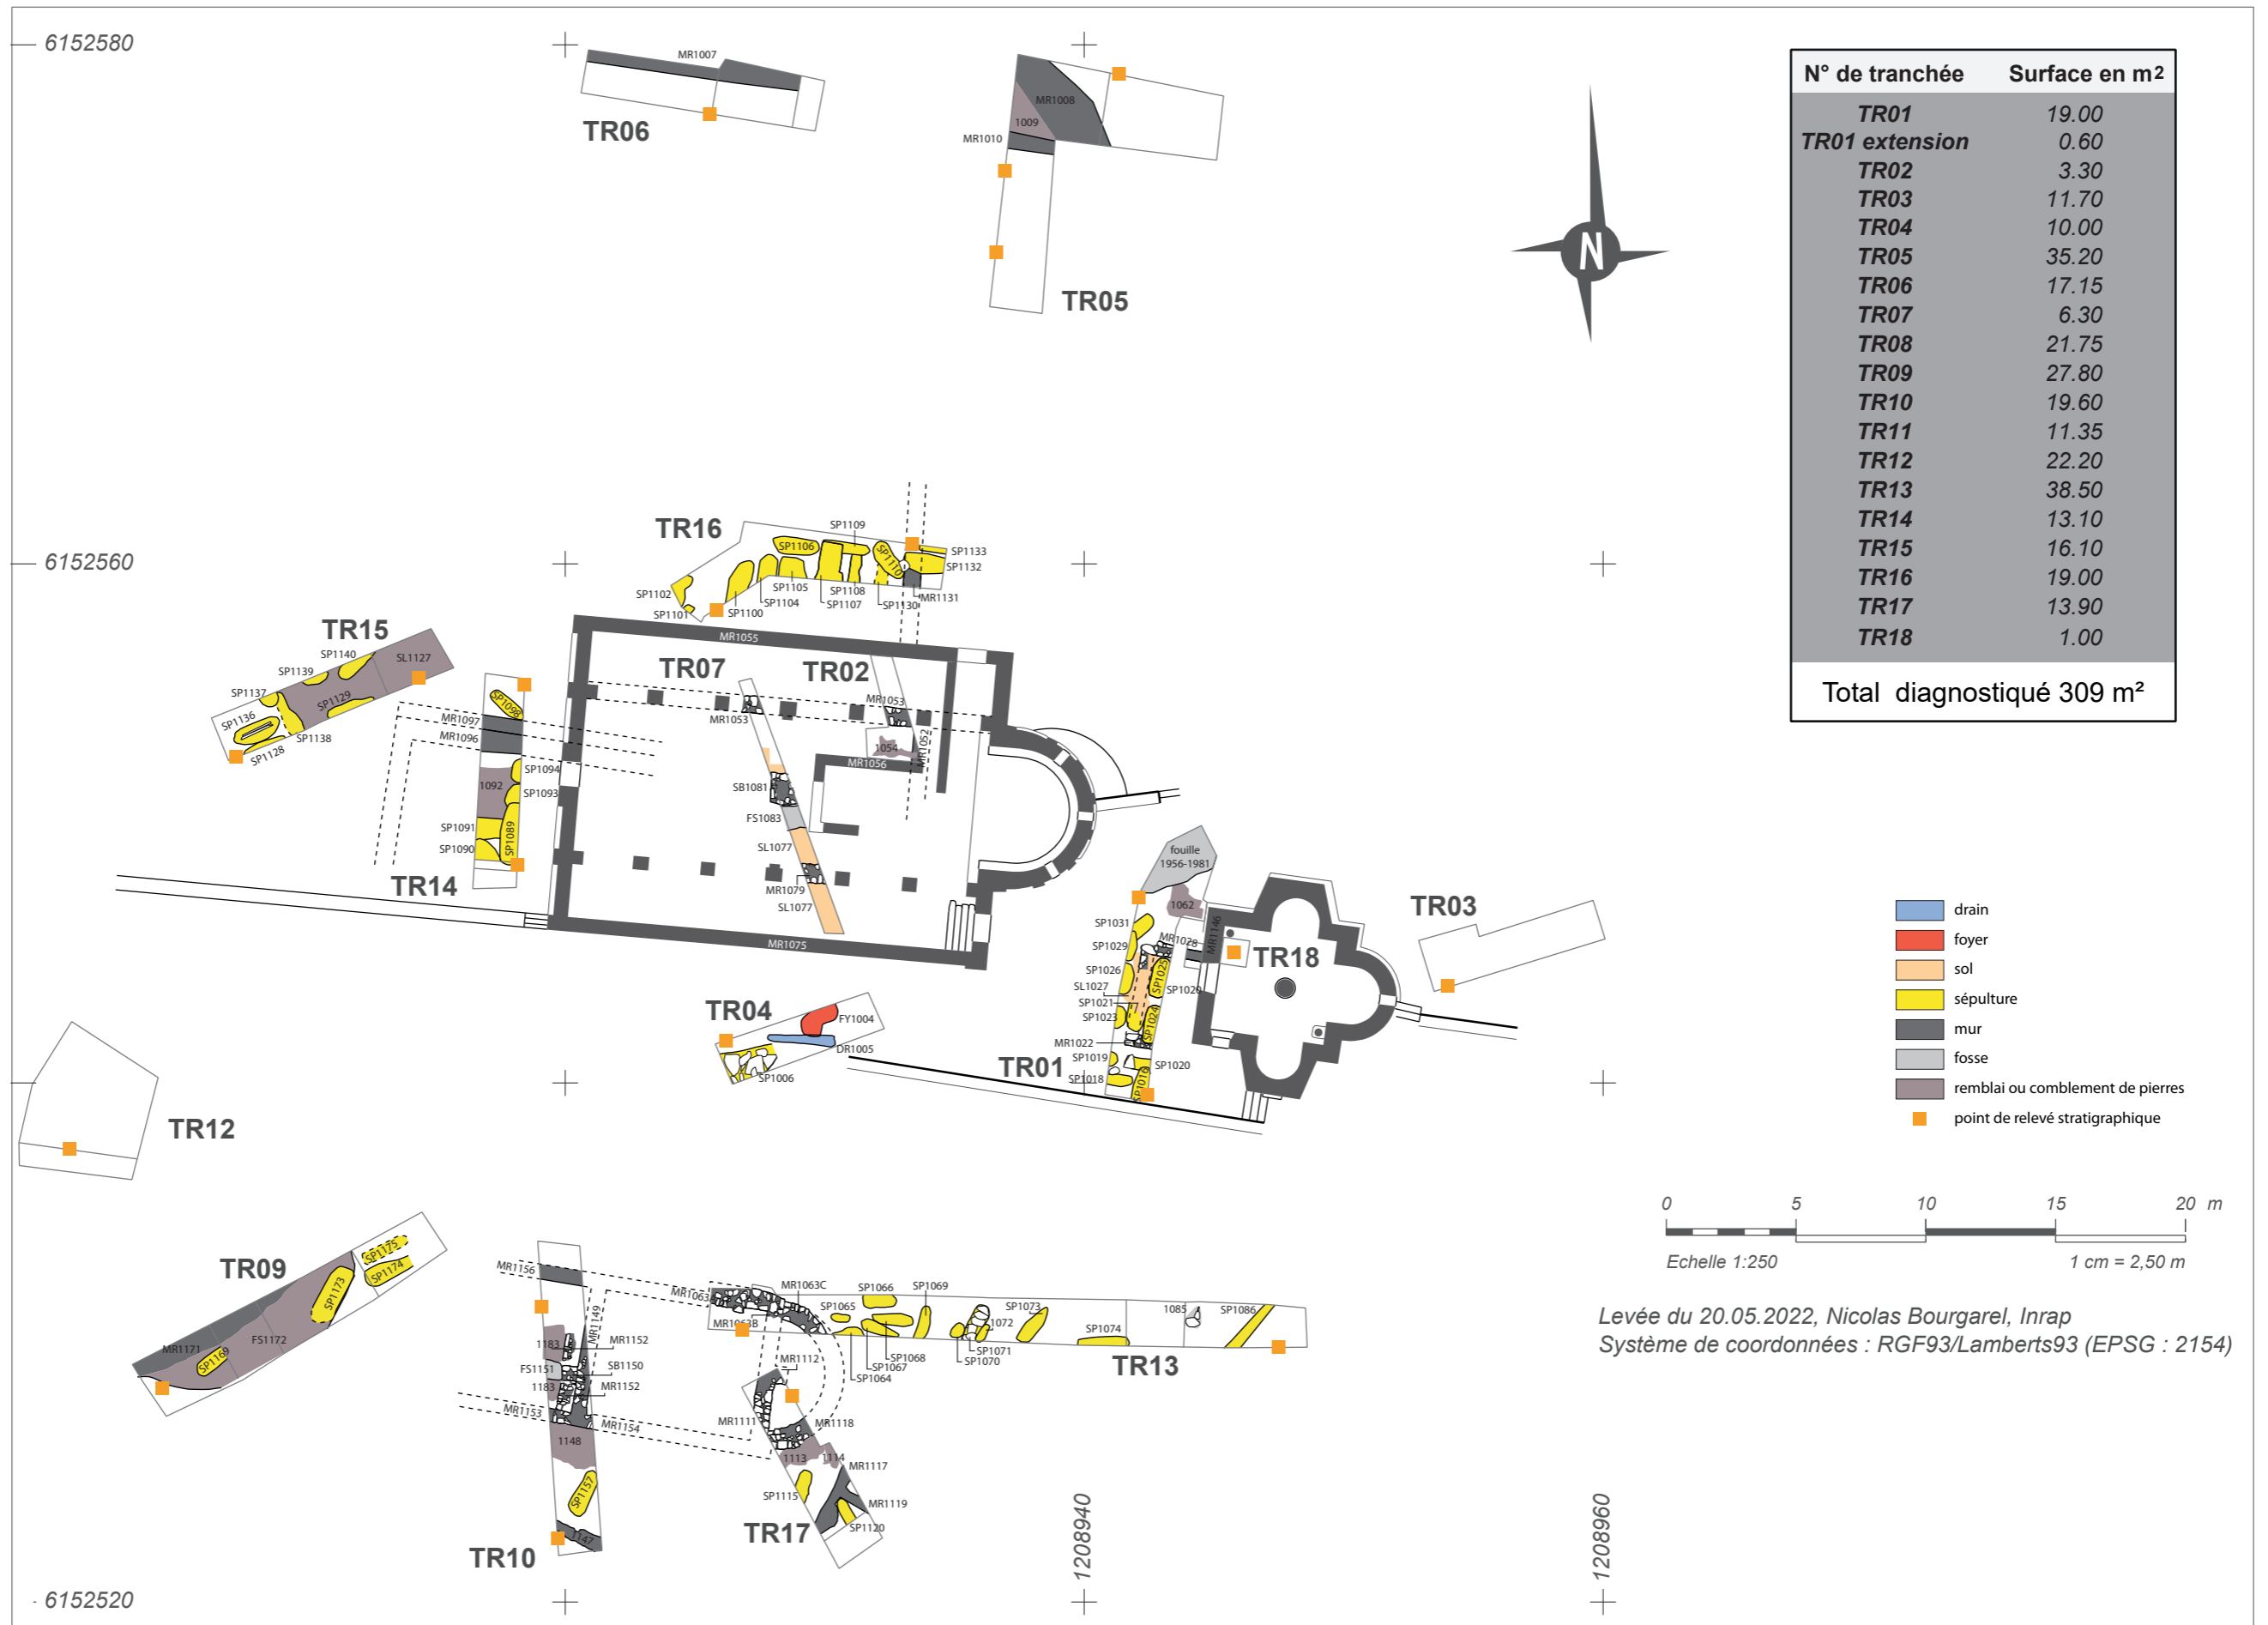 6152580
6152560
6152520
1208940
1208960
N
N° de tranchée Surface en m²
TR01 19.00
TR01 extension 0.60
TR02 3.30
TR03 11.70
TR04 10.00
TR05 35.20
TR06 17.15
TR07 6.30
TR08 21.75
TR09 27.80
TR10 19.60
TR11 11.35
TR12 22.20
TR13 38.50
TR14 13.10
TR15 16.10
TR16 19.00
TR17 13.90
TR18 1.00
Total diagnostiqué 309 m²
MR1007
TR06
MR1008
1009
MR1010
TR05
TR16
SP1109
SP1106
SP1110
SP1133
SP1132
SP1102
SP1105
SP1108
MR1131
SP1104
SP1107
SP1130
SP1101
SP1100
MR1055
TR15
SP1140
SL1127
SP1139
SP1137
SP1129
SP1136
SP1138
SP1128
TR07
TR02
MR1053
MR1053
1054
MR1052
MR1056
SP1098
MR1097
MR1096
SP1094
1092
SP1093
SP1091
SP1089
SP1090
TR14
SB1081
FS1083
SL1077
MR1079
SL1077
MR1075
fouille
1956-1981
1062
SP1031
MR1146
SP1029
MR1028
TR18
SP1026
SP1025
SL1027
SP1020
SP1021
SP1023
SP1024
MR1022
SP1019
SP1020
TR01
SP1018
SP1016
TR03
TR04
FY1004
DR1005
SP1006
TR12
drain
foyer
sol
sépulture
mur
fosse
remblai ou comblement de pierres
point de relevé stratigraphique
0 5 10 15 20 m
Echelle 1:250 1 cm = 2,50 m
Levée du 20.05.2022, Nicolas Bourgarel, Inrap
Système de coordonnées : RGF93/Lamberts93 (EPSG : 2154)
TR09
SP1175
SP1174
SP1173
FS1172
MR1171
SP1169
MR1156
MR1149
1183
MR1152
FS1151
SB1150
1183
MR1152
MR1153
MR1154
1148
SP1157
1147
TR10
MR1063
MR1063C
MR1063B
SP1065
SP1066
SP1069
SP1073
1085
SP1086
1072
SP1074
SP1071
SP1070
SP1068
SP1067
SP1064
TR13
MR1112
MR1111
MR1118
1113
1114
MR1117
SP1115
MR1119
SP1120
TR17